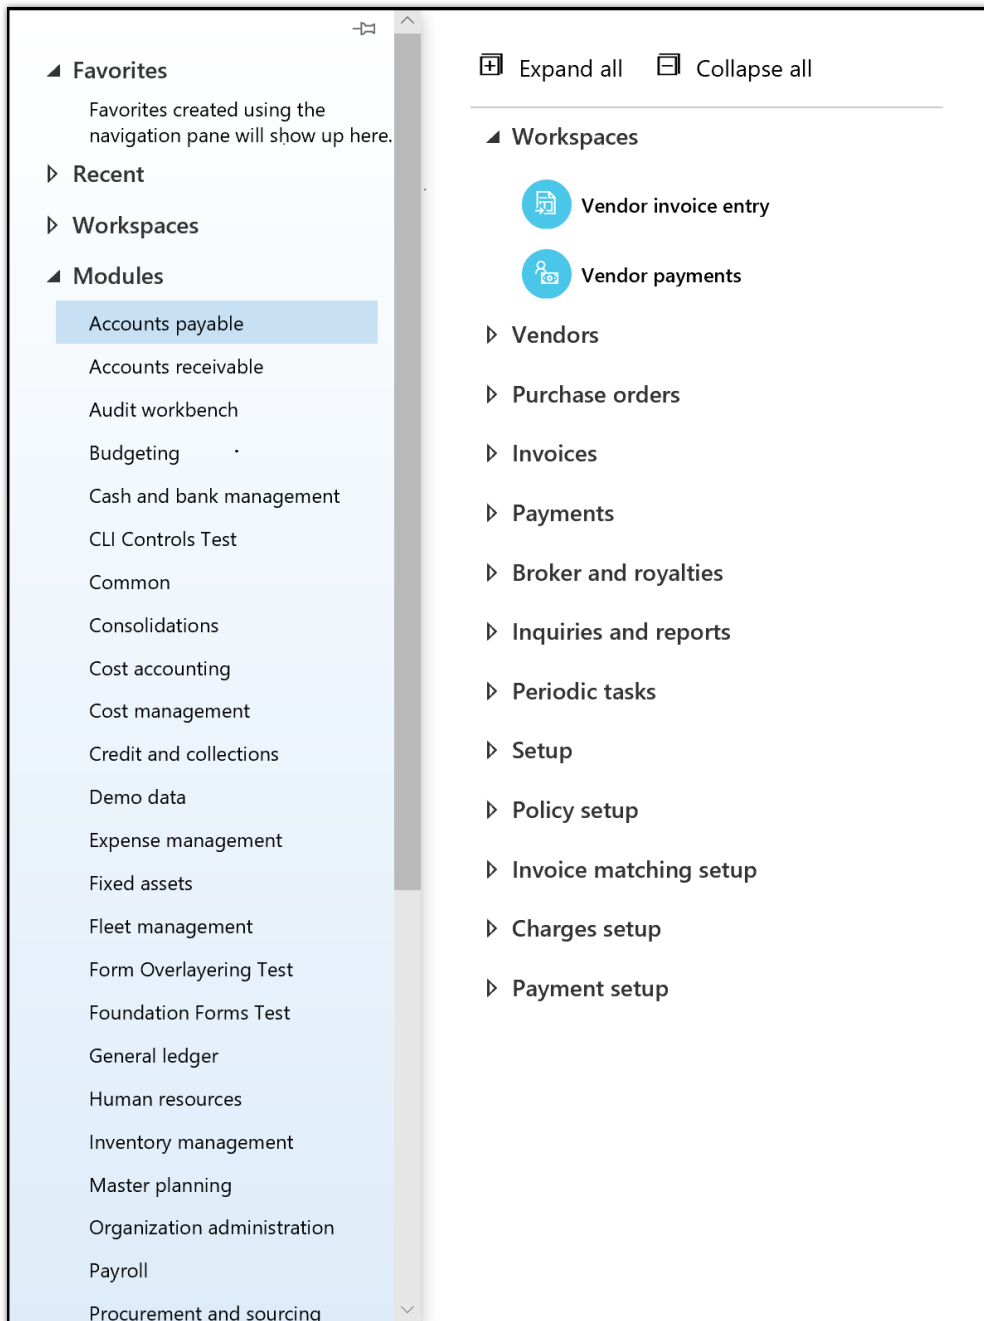 Favorites
Favorites created using the
navigation pane will show up here.
Recent
Workspaces
Modules
Accounts payable
Accounts receivable
Audit workbench
Budgeting
Cash and bank management
CLI Controls Test
Common
Consolidations
Cost accounting
Cost management
Credit and collections
Demo data
Expense management
Fixed assets
Fleet management
Form Overlayering Test
Foundation Forms Test
General ledger
Human resources
Inventory management
Master planning
Organization administration
Payroll
Procurement and sourcing
Expand all
Collapse all
Workspaces
Vendor invoice entry
Vendor payments
Vendors
Purchase orders
Invoices
Payments
Broker and royalties
Inquiries and reports
Periodic tasks
Setup
Policy setup
Invoice matching setup
Charges setup
Payment setup